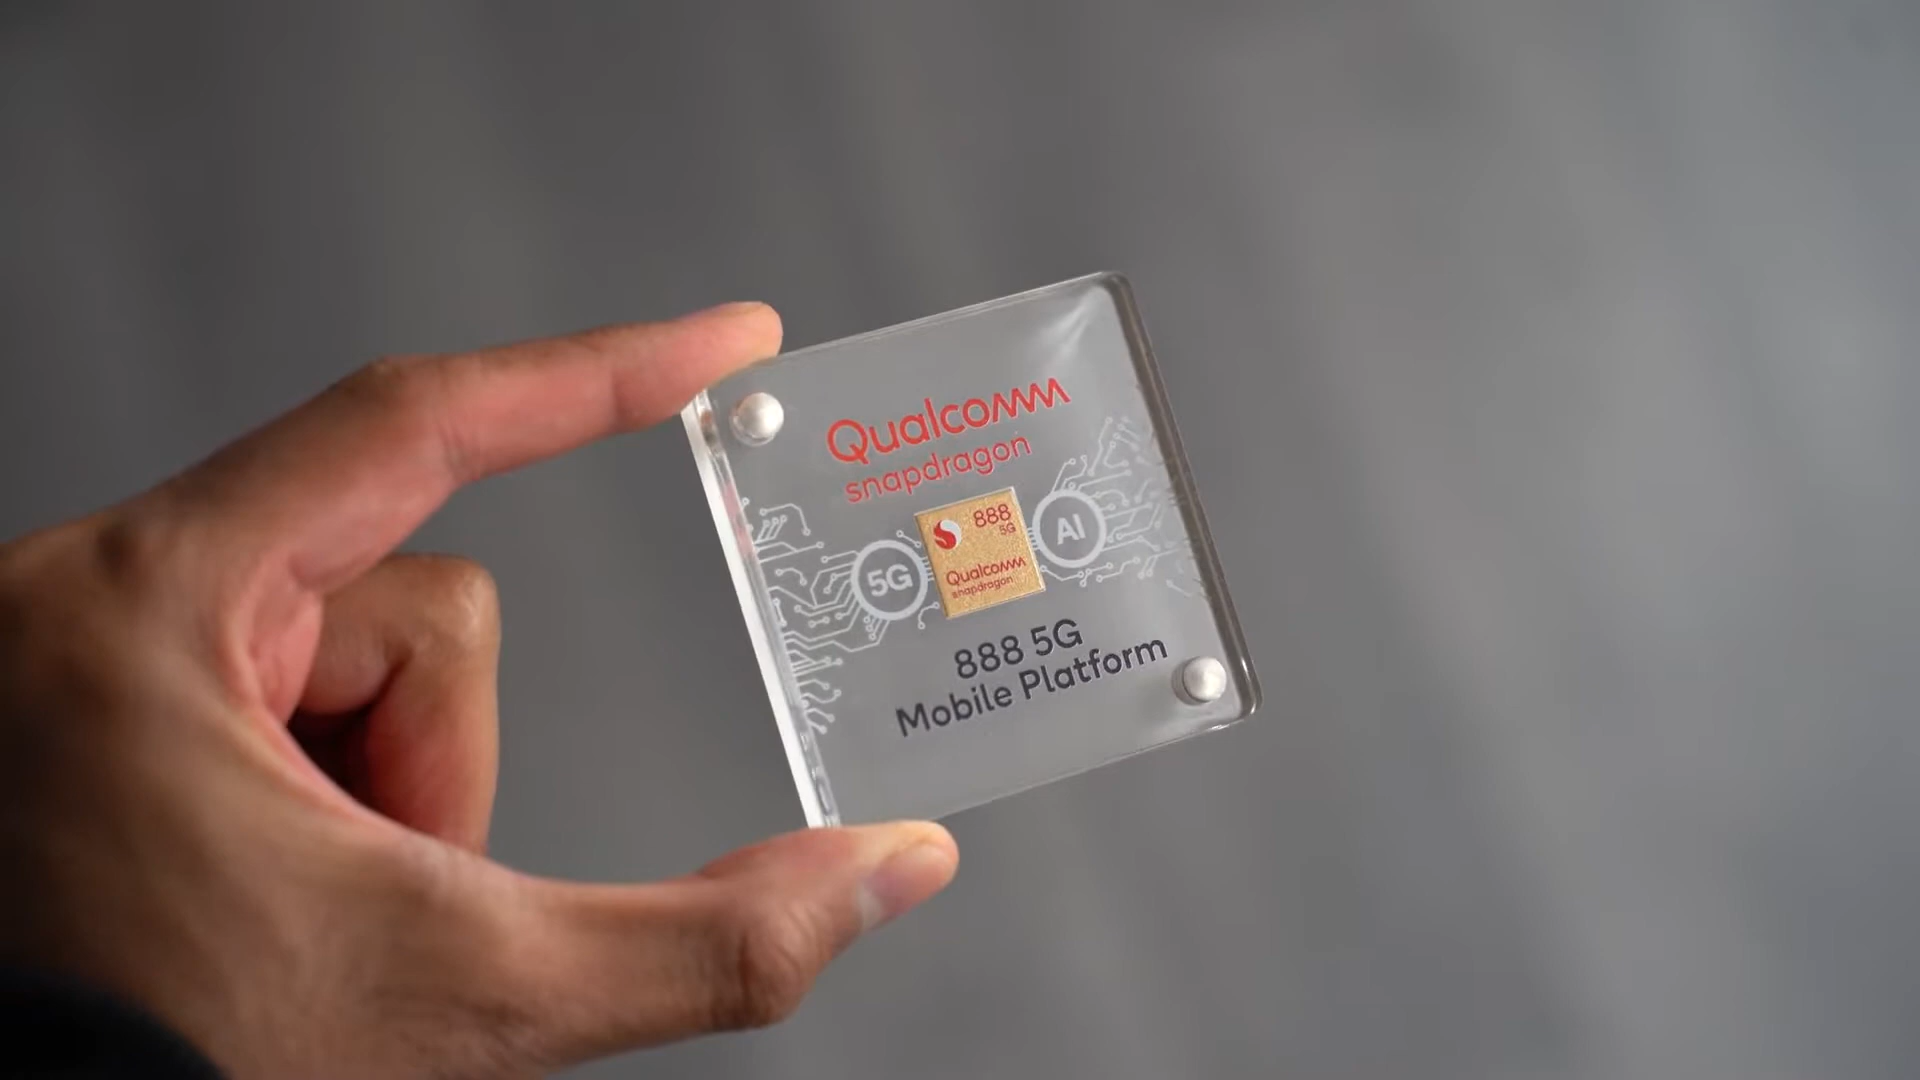 Qualcomm
snapdragon
888
5G
AI
5G
Qualcomm
snapdragon
888 5G
Mobile Platform